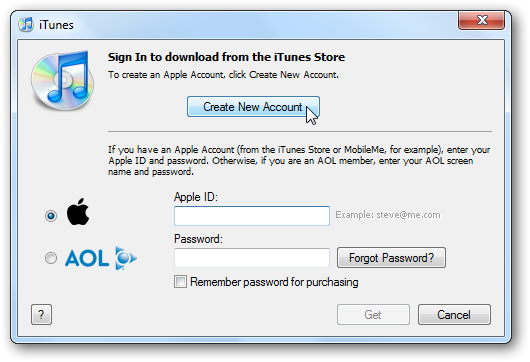 iTunes
Sign In to download from the iTunes Store
To create an Apple Account, click Create New Account.
Create New Account
If you have an Apple Account (from the iTunes Store or MobileMe, for example), enter your
Apple ID and password. Otherwise, if you are an AOL member, enter your AOL screen
name and password.
Apple ID:
Example: steve@me.com
AOL
Password:
Forgot Password?
Remember password for purchasing
?
Get
Cancel